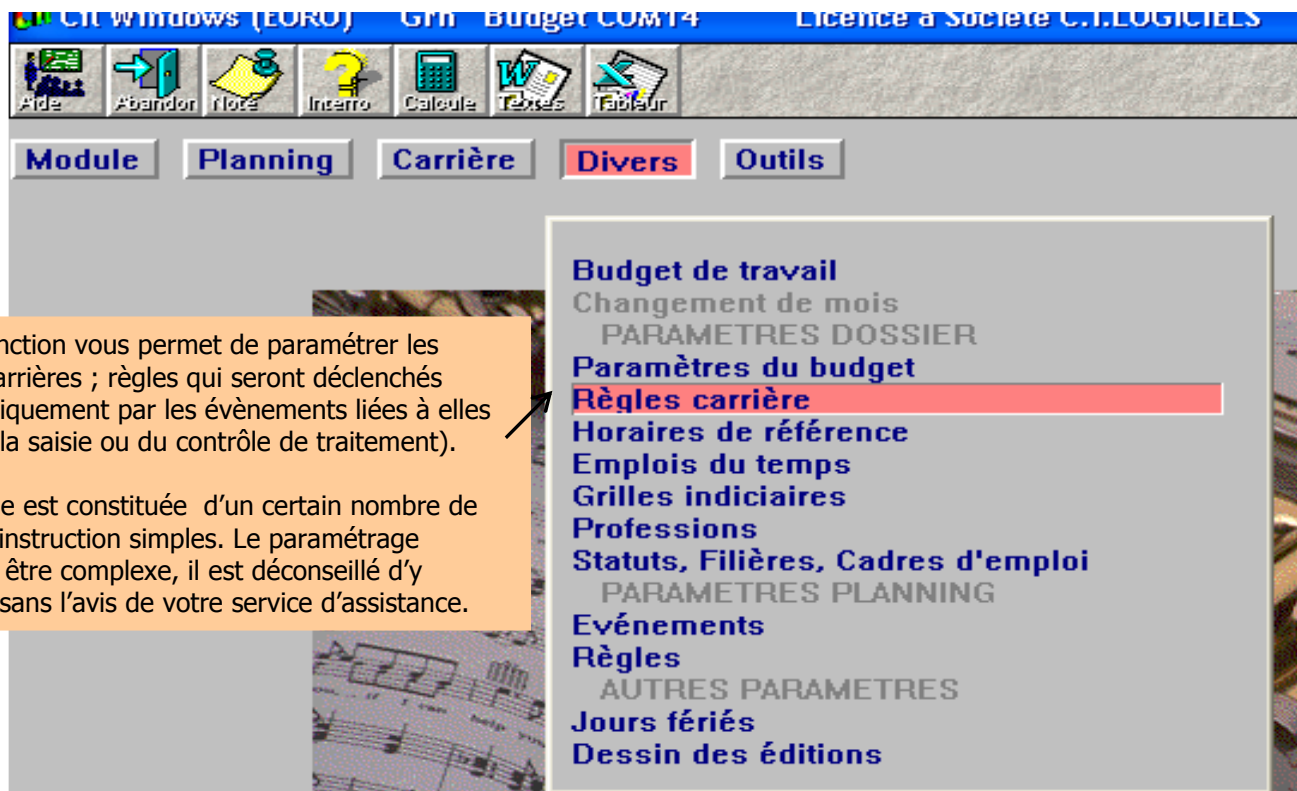 Cit Windows (EURO) Grh Budget COM14 Licence à Société C.I.LOGICIELS
Aide Abandon Note Interro Calcule Textes Tableur
Module Planning Carrière Divers Outils
Budget de travail
Changement de mois
PARAMETRES DOSSIER
Paramètres du budget
Règles carrière
Horaires de référence
Emplois du temps
Grilles indiciaires
Professions
Statuts, Filières, Cadres d'emploi
PARAMETRES PLANNING
Evénements
Règles
AUTRES PARAMETRES
Jours fériés
Dessin des éditions
nction vous permet de paramétrer les
arrières ; règles qui seront déclenchés
iquement par les évènements liées à elles
la saisie ou du contrôle de traitement).
e est constituée d’un certain nombre de
instruction simples. Le paramétrage
être complexe, il est déconseillé d’y
sans l’avis de votre service d’assistance.
if I can help you